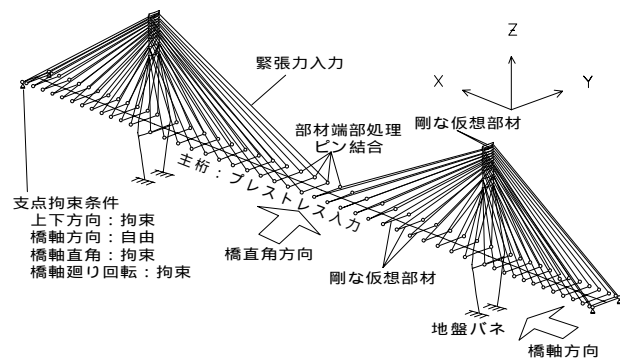 Z
X
Y
緊張力入力
剛な仮想部材
部材端部処理
ピン結合
主桁：プレストレス入力
支点拘束条件
上下方向：拘束
橋軸方向：自由
橋軸直角：拘束
橋軸廻り回転：拘束
橋直角方向
剛な仮想部材
地盤バネ
橋軸方向